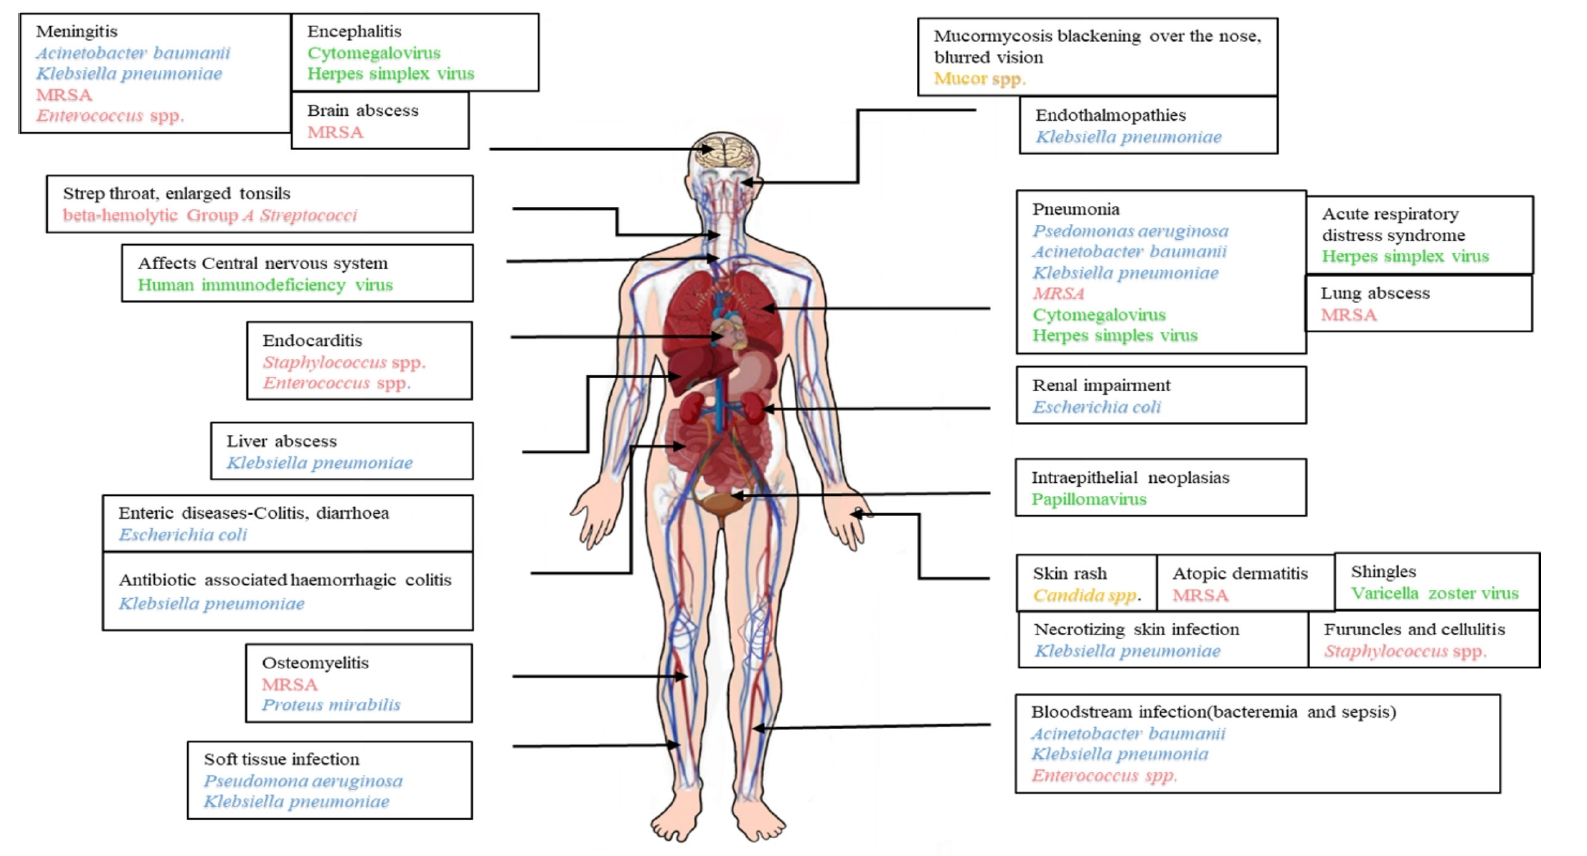 Meningitis
Acinetobacter baumanii
Klebsiella pneumoniae
MRSA
Enterococcus spp.
Encephalitis
Cytomegalovirus
Herpes simplex virus
Brain abscess
MRSA
Strep throat, enlarged tonsils
beta-hemolytic Group A Streptococci
Affects Central nervous system
Human immunodeficiency virus
Endocarditis
Staphylococcus spp.
Enterococcus spp.
Liver abscess
Klebsiella pneumoniae
Enteric diseases-Colitis, diarrhoea
Escherichia coli
Antibiotic associated haemorrhagic colitis
Klebsiella pneumoniae
Osteomyelitis
MRSA
Proteus mirabilis
Soft tissue infection
Pseudomona aeruginosa
Klebsiella pneumoniae
Mucormycosis blackening over the nose,
blurred vision
Mucor spp.
Endothalmopathies
Klebsiella pneumoniae
Pneumonia
Psedomonas aeruginosa
Acinetobacter baumanii
Klebsiella pneumoniae
MRSA
Cytomegalovirus
Herpes simples virus
Acute respiratory
distress syndrome
Herpes simplex virus
Lung abscess
MRSA
Renal impairment
Escherichia coli
Intraepithelial neoplasias
Papillomavirus
Skin rash
Candida spp.
Atopic dermatitis
MRSA
Shingles
Varicella zoster virus
Necrotizing skin infection
Klebsiella pneumoniae
Furuncles and cellulitis
Staphylococcus spp.
Bloodstream infection(bacteremia and sepsis)
Acinetobacter baumanii
Klebsiella pneumonia
Enterococcus spp.